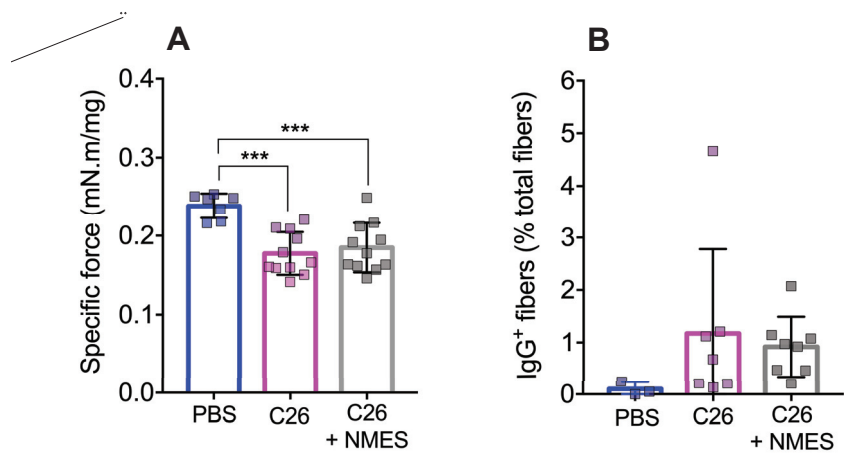 A
Specific force (mN.m/mg)
0.4
0.3
0.2
0.1
0.0
***
***
PBS
C26
C26
+ NMES
B
IgG⁺ fibers (% total fibers)
6
5
4
3
2
1
0
PBS
C26
C26
+ NMES